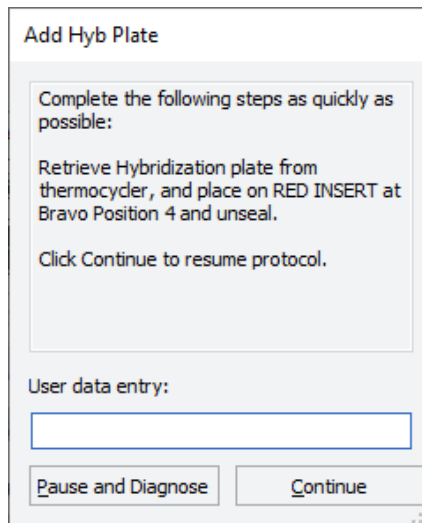 Add Hyb Plate
Complete the following steps as quickly as
possible:
Retrieve Hybridization plate from
thermocycler, and place on RED INSERT at
Bravo Position 4 and unseal.
Click Continue to resume protocol.
User data entry:
Pause and Diagnose
Continue